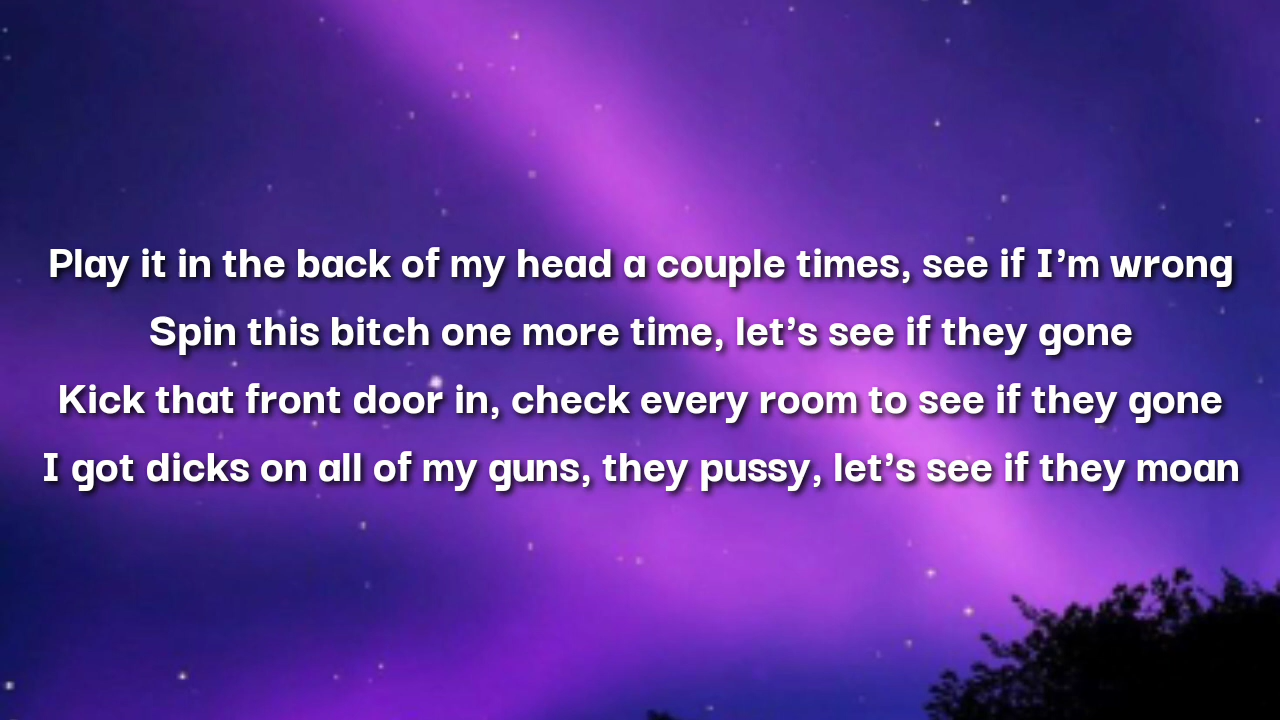 Play it in the back of my head a couple times, see if I'm wrong
Spin this bitch one more time, let's see if they gone
Kick that front door in, check every room to see if they gone
I got dicks on all of my guns, they pussy, let's see if they moan